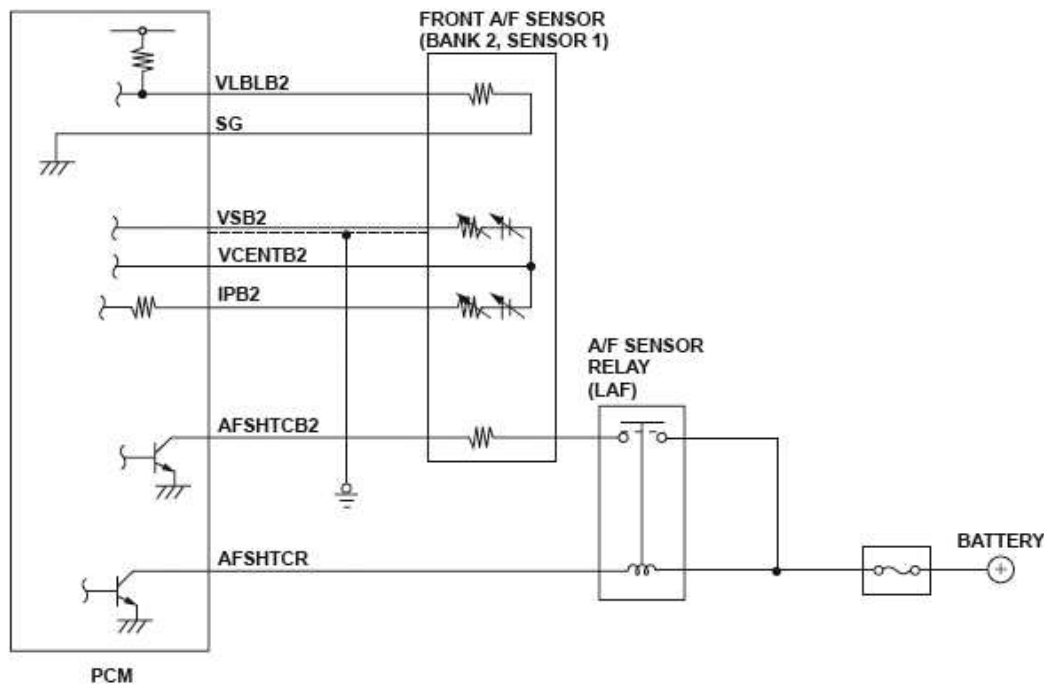 FRONT A/F SENSOR
(BANK 2, SENSOR 1)
VLBLB2
SG
VSB2
VCENTB2
IPB2
A/F SENSOR
RELAY
(LAF)
AFSHTCB2
AFSHTCR
BATTERY
PCM